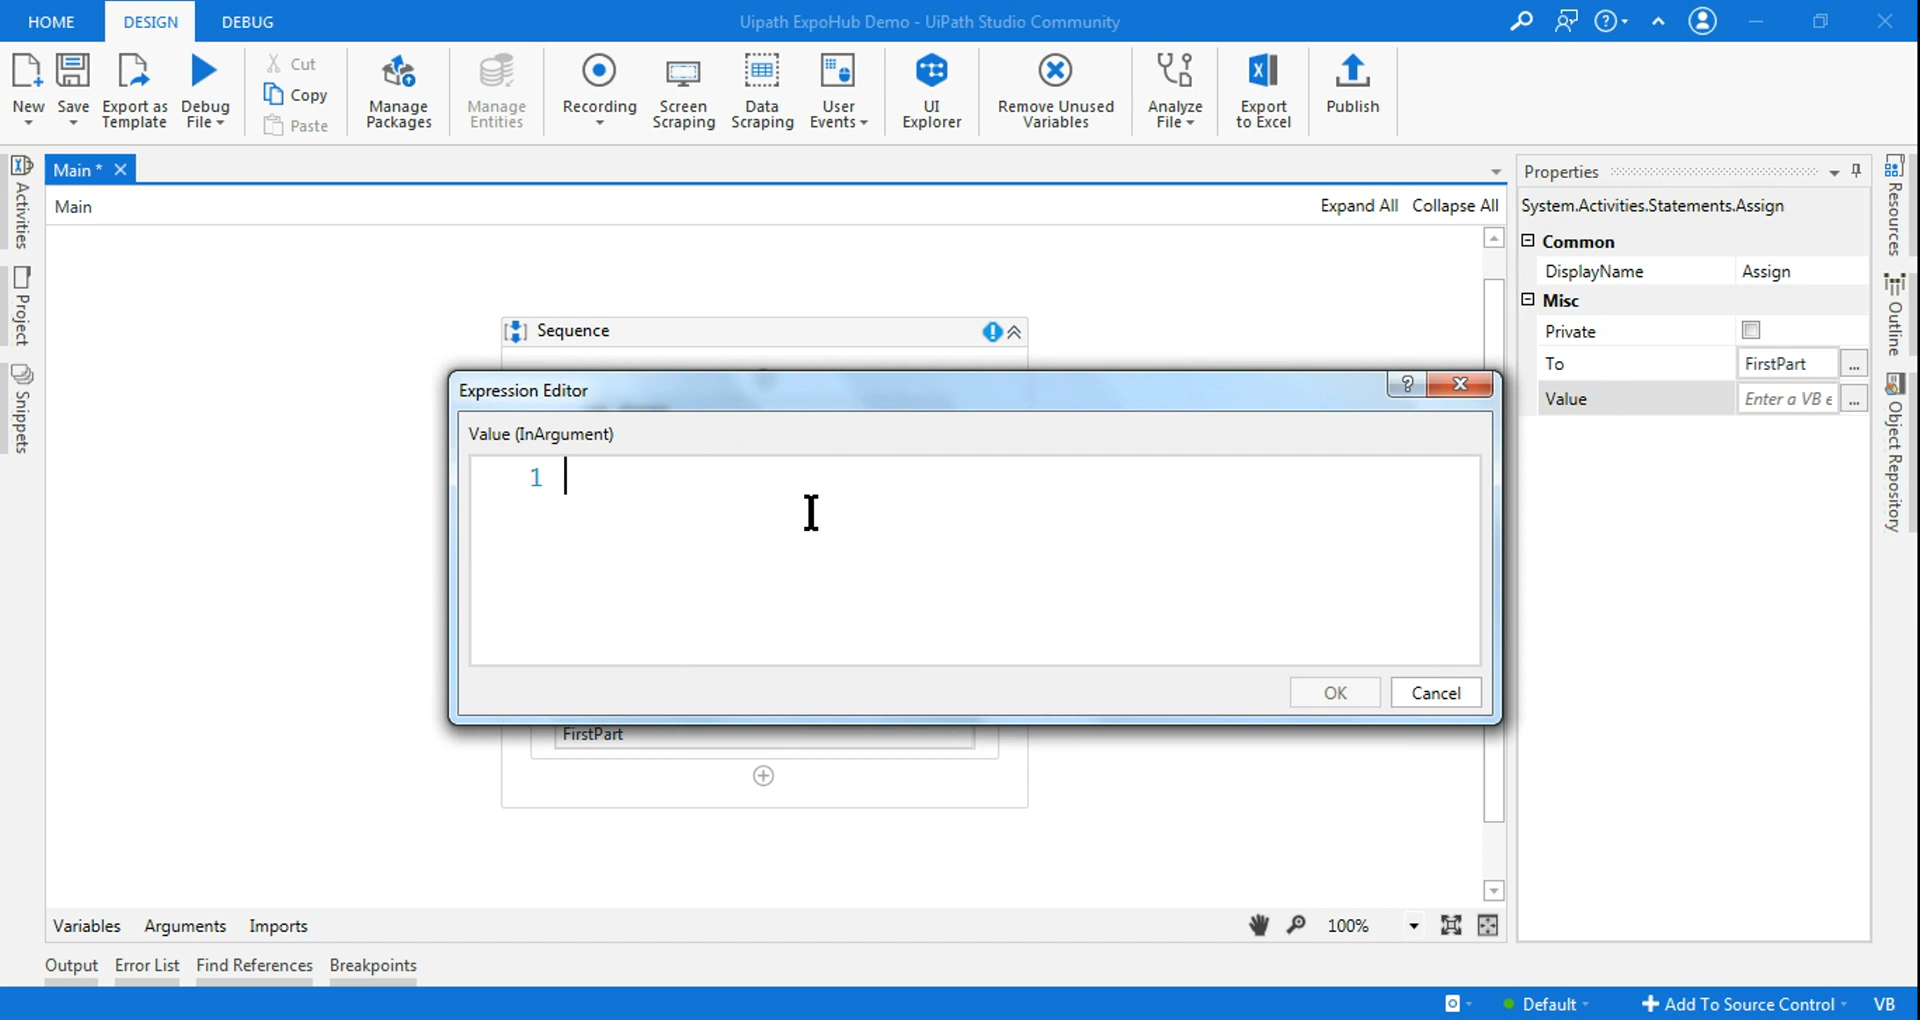 HOME DESIGN DEBUG Uipath ExpoHub Demo - UiPath Studio Community
New
Save
Export as
Template
Debug
File
Cut
Copy
Paste
Manage
Packages
Manage
Entities
Recording
Screen
Scraping
Data
Scraping
User
Events
UI
Explorer
Remove Unused
Variables
Analyze
File
Export
to Excel
Publish
Activities
Project
Snippets
Main *
Main
Expand All Collapse All
Sequence
Expression Editor
Value (InArgument)
1
OK Cancel
FirstPart
Properties
System.Activities.Statements.Assign
Common
DisplayName Assign
Misc
Private
To FirstPart ...
Value Enter a VB e ...
Resources
Outline
Object Repository
Variables Arguments Imports 100%
Output Error List Find References Breakpoints
Default Add To Source Control VB